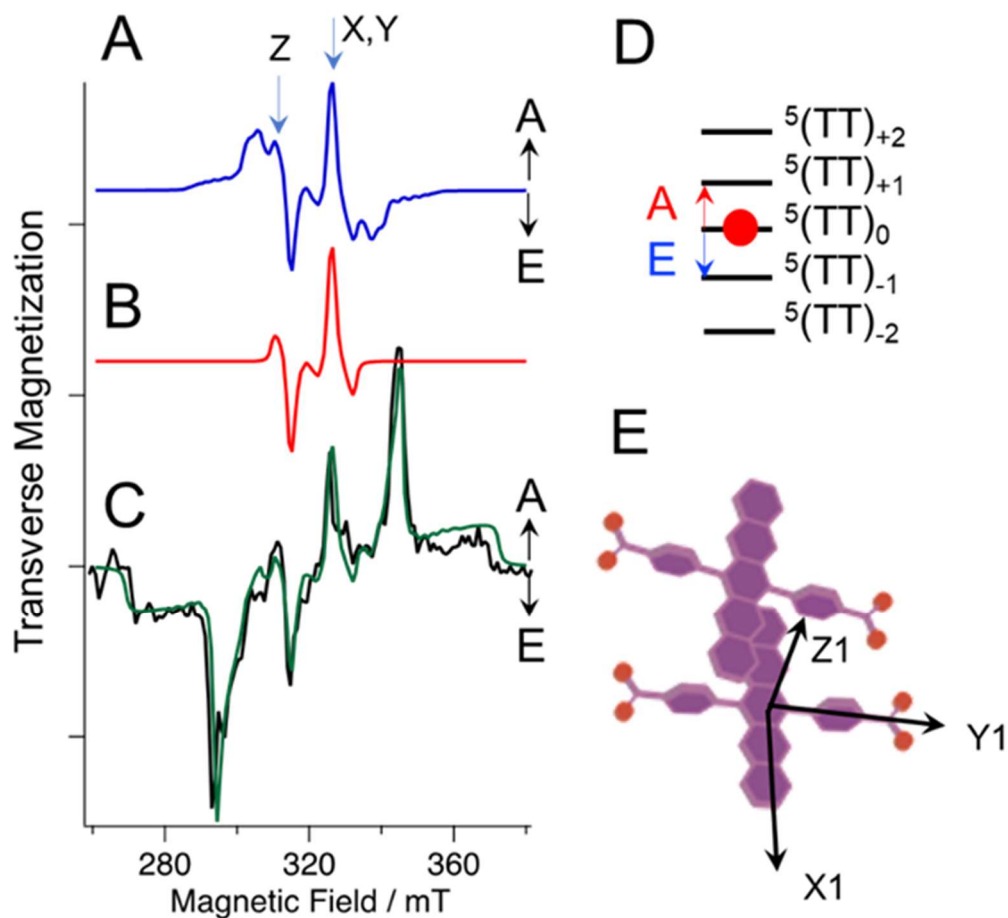 A
Z
X,Y
A
E
B
C
A
E
Transverse Magnetization
280
320
360
Magnetic Field / mT
D
⁵(TT)₊₂
⁵(TT)₊₁
A
⁵(TT)₀
E
⁵(TT)₋₁
⁵(TT)₋₂
E
Z1
Y1
X1